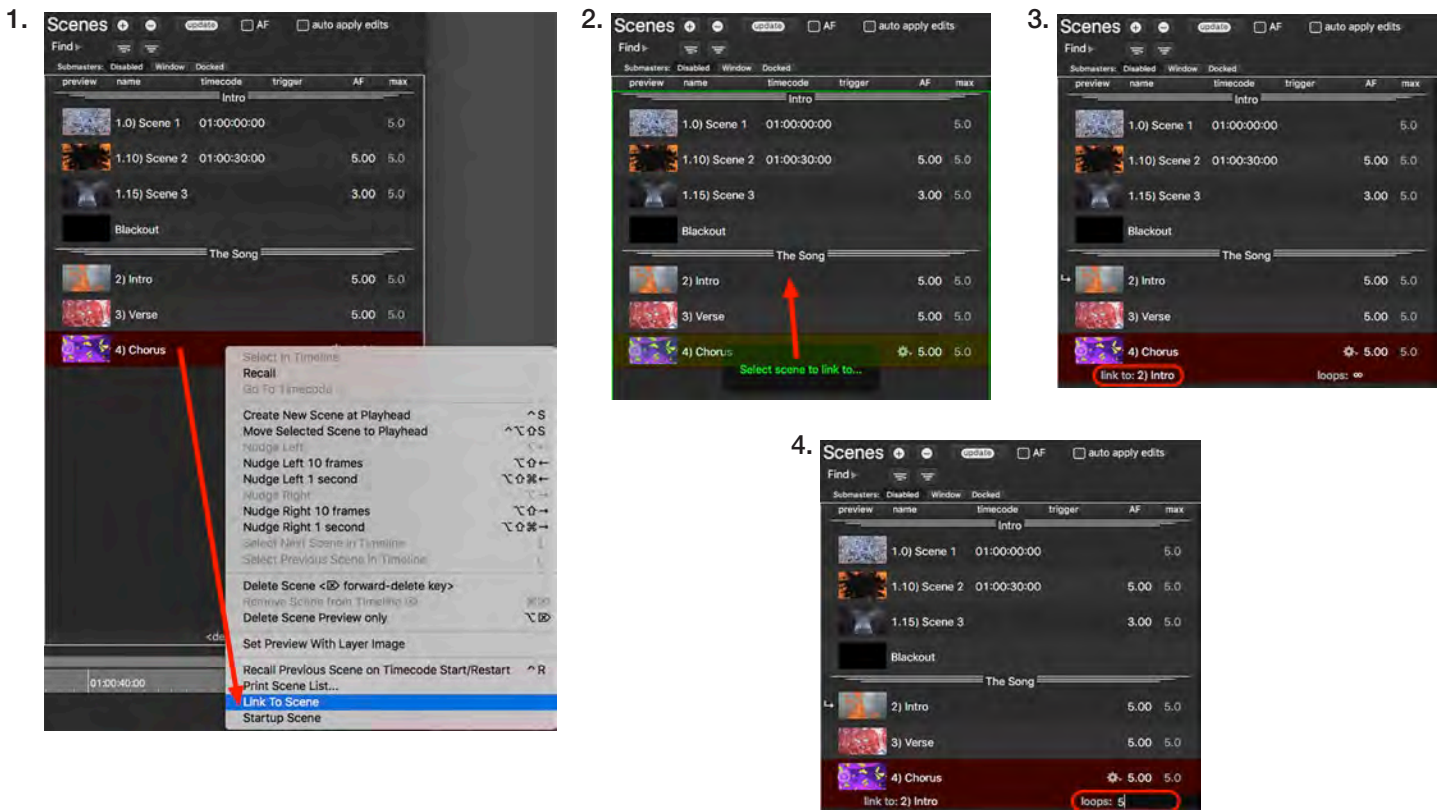 1.
Scenes update AF auto apply edits
Find
Submasters: Disabled Window Docked
preview name timecode trigger AF max
Intro
1.0) Scene 1 01:00:00:00 5.0
1.10) Scene 2 01:00:30:00 5.00 5.0
1.15) Scene 3 3.00 5.0
Blackout
The Song
2) Intro 5.00 5.0
3) Verse 5.00 5.0
4) Chorus
Select In Timeline
Recall
Go To Timecode
Create New Scene at Playhead ^S
Move Selected Scene to Playhead ^⌥⇧S
Nudge Left
Nudge Left 10 frames ⌥⇧←
Nudge Left 1 second ⌥⇧⌘←
Nudge Right ⌥→
Nudge Right 10 frames ⌥⇧→
Nudge Right 1 second ⌥⇧⌘→
Select Next Scene in Timeline
Select Previous Scene in Timeline
Delete Scene <⌦ forward-delete key>
Remove Scene from Timeline
Delete Scene Preview only ⌥⌦
<de
Set Preview With Layer Image
Recall Previous Scene on Timecode Start/Restart ^R
Print Scene List...
01:00:40:00
Link To Scene
Startup Scene
2.
Scenes update AF auto apply edits
Find
Submasters: Disabled Window Docked
preview name timecode trigger AF max
Intro
1.0) Scene 1 01:00:00:00 5.0
1.10) Scene 2 01:00:30:00 5.00 5.0
1.15) Scene 3 3.00 5.0
Blackout
The Song
2) Intro 5.00 5.0
3) Verse 5.00 5.0
4) Chorus 5.00 5.0
Select scene to link to...
3.
Scenes update AF auto apply edits
Find
Submasters: Disabled Window Docked
preview name timecode trigger AF max
Intro
1.0) Scene 1 01:00:00:00 5.0
1.10) Scene 2 01:00:30:00 5.00 5.0
1.15) Scene 3 3.00 5.0
Blackout
The Song
2) Intro 5.00 5.0
3) Verse 5.00 5.0
4) Chorus 5.00 5.0
link to: 2) Intro loops: ∞
4.
Scenes update AF auto apply edits
Find
Submasters: Disabled Window Docked
preview name timecode trigger AF max
Intro
1.0) Scene 1 01:00:00:00 5.0
1.10) Scene 2 01:00:30:00 5.00 5.0
1.15) Scene 3 3.00 5.0
Blackout
The Song
2) Intro 5.00 5.0
3) Verse 5.00 5.0
4) Chorus 5.00 5.0
link to: 2) Intro loops: 5